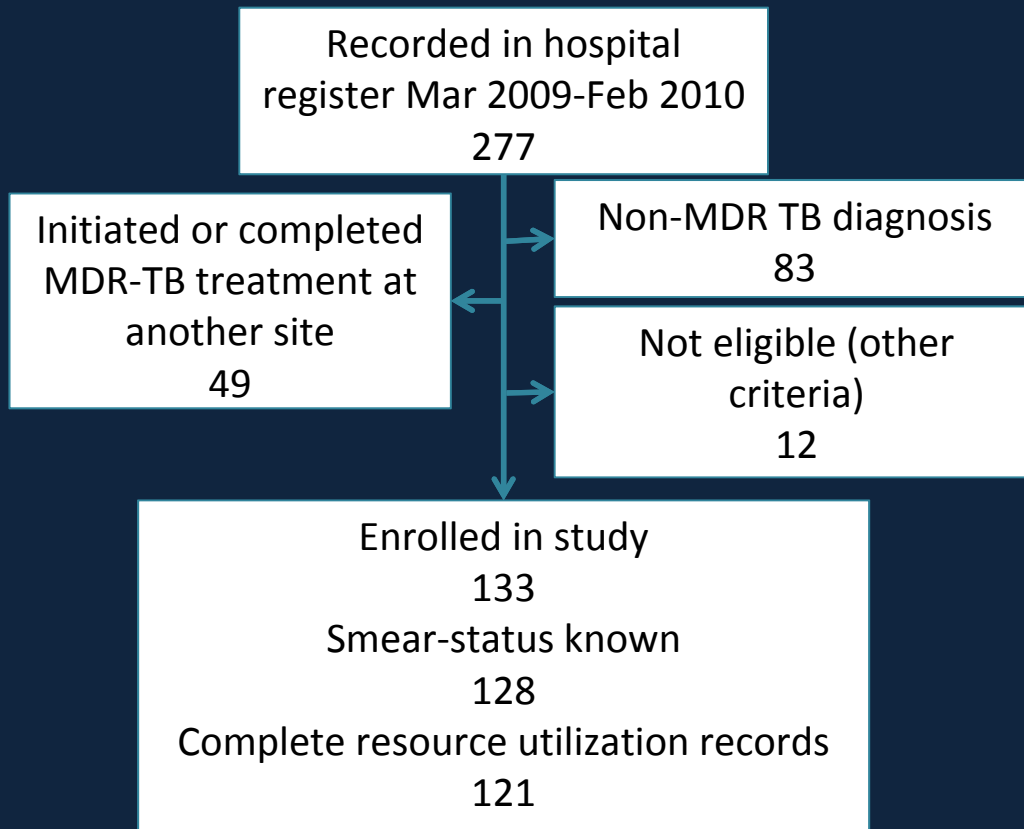 Recorded in hospital
register Mar 2009-Feb 2010
277
Non-MDR TB diagnosis
83
Initiated or completed
MDR-TB treatment at
another site
49
Not eligible (other
criteria)
12
Enrolled in study
133
Smear-status known
128
Complete resource utilization records
121